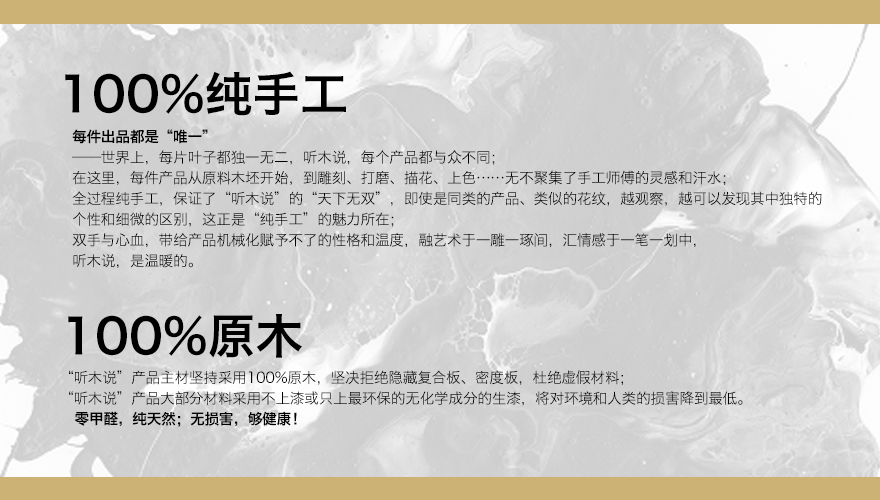 100%纯手工
每件出品都是“唯一”
——世界上，每片叶子都独一无二，听木说，每个产品都与众不同；
在这里，每件产品从原料木坯开始，到雕刻、打磨、描花、上色……无不聚集了手工师傅的灵感和汗水；
全过程纯手工，保证了“听木说”的“天下无双”，即使是同类的产品、类似的花纹，越观察，越可以发现其中独特的
个性和细微的区别，这正是“纯手工”的魅力所在；
双手与心血，带给产品机械化赋予不了的性格和温度，融艺术于一雕一琢间，汇情感于一笔一划中，
听木说，是温暖的。
100%原木
“听木说”产品主材坚持采用100%原木，坚决拒绝隐藏复合板、密度板，杜绝虚假材料；
“听木说”产品大部分材料采用不上漆或只上最环保的无化学成分的生漆，将对环境和人类的损害降到最低。
零甲醛，纯天然；无损害，够健康！